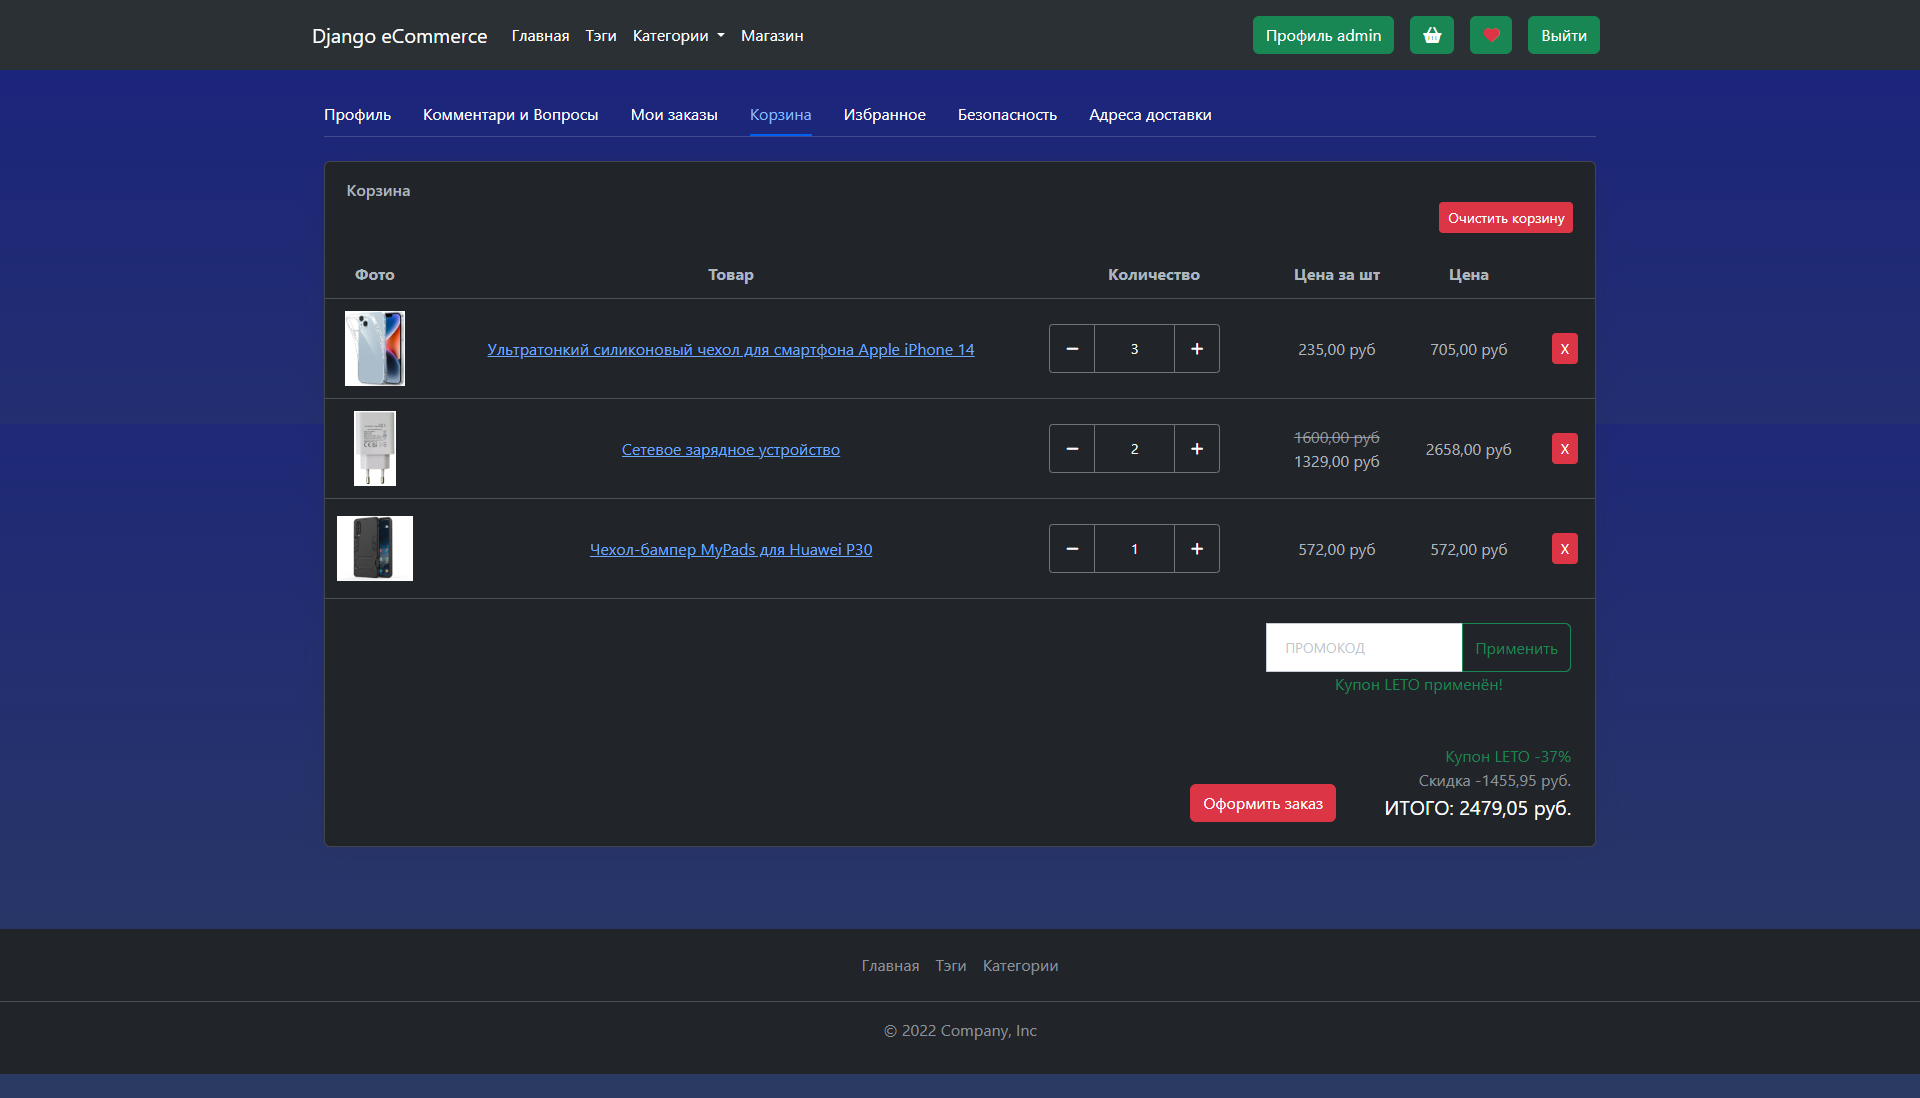 Django eCommerce Главная Тэги Категории Магазин Профиль admin Выйти
Профиль Комментари и Вопросы Мои заказы Корзина Избранное Безопасность Адреса доставки
Корзина
Очистить корзину
Фото Товар Количество Цена за шт Цена
Ультратонкий силиконовый чехол для смартфона Apple iPhone 14 − 3 + 235,00 руб 705,00 руб X
1600,00 руб
Сетевое зарядное устройство − 2 + 1329,00 руб 2658,00 руб X
Чехол-бампер MyPads для Huawei P30 − 1 + 572,00 руб 572,00 руб X
ПРОМОКОД Применить
Купон LETO применён!
Купон LETO -37%
Скидка -1455,95 руб.
Оформить заказ ИТОГО: 2479,05 руб.
Главная Тэги Категории
© 2022 Company, Inc